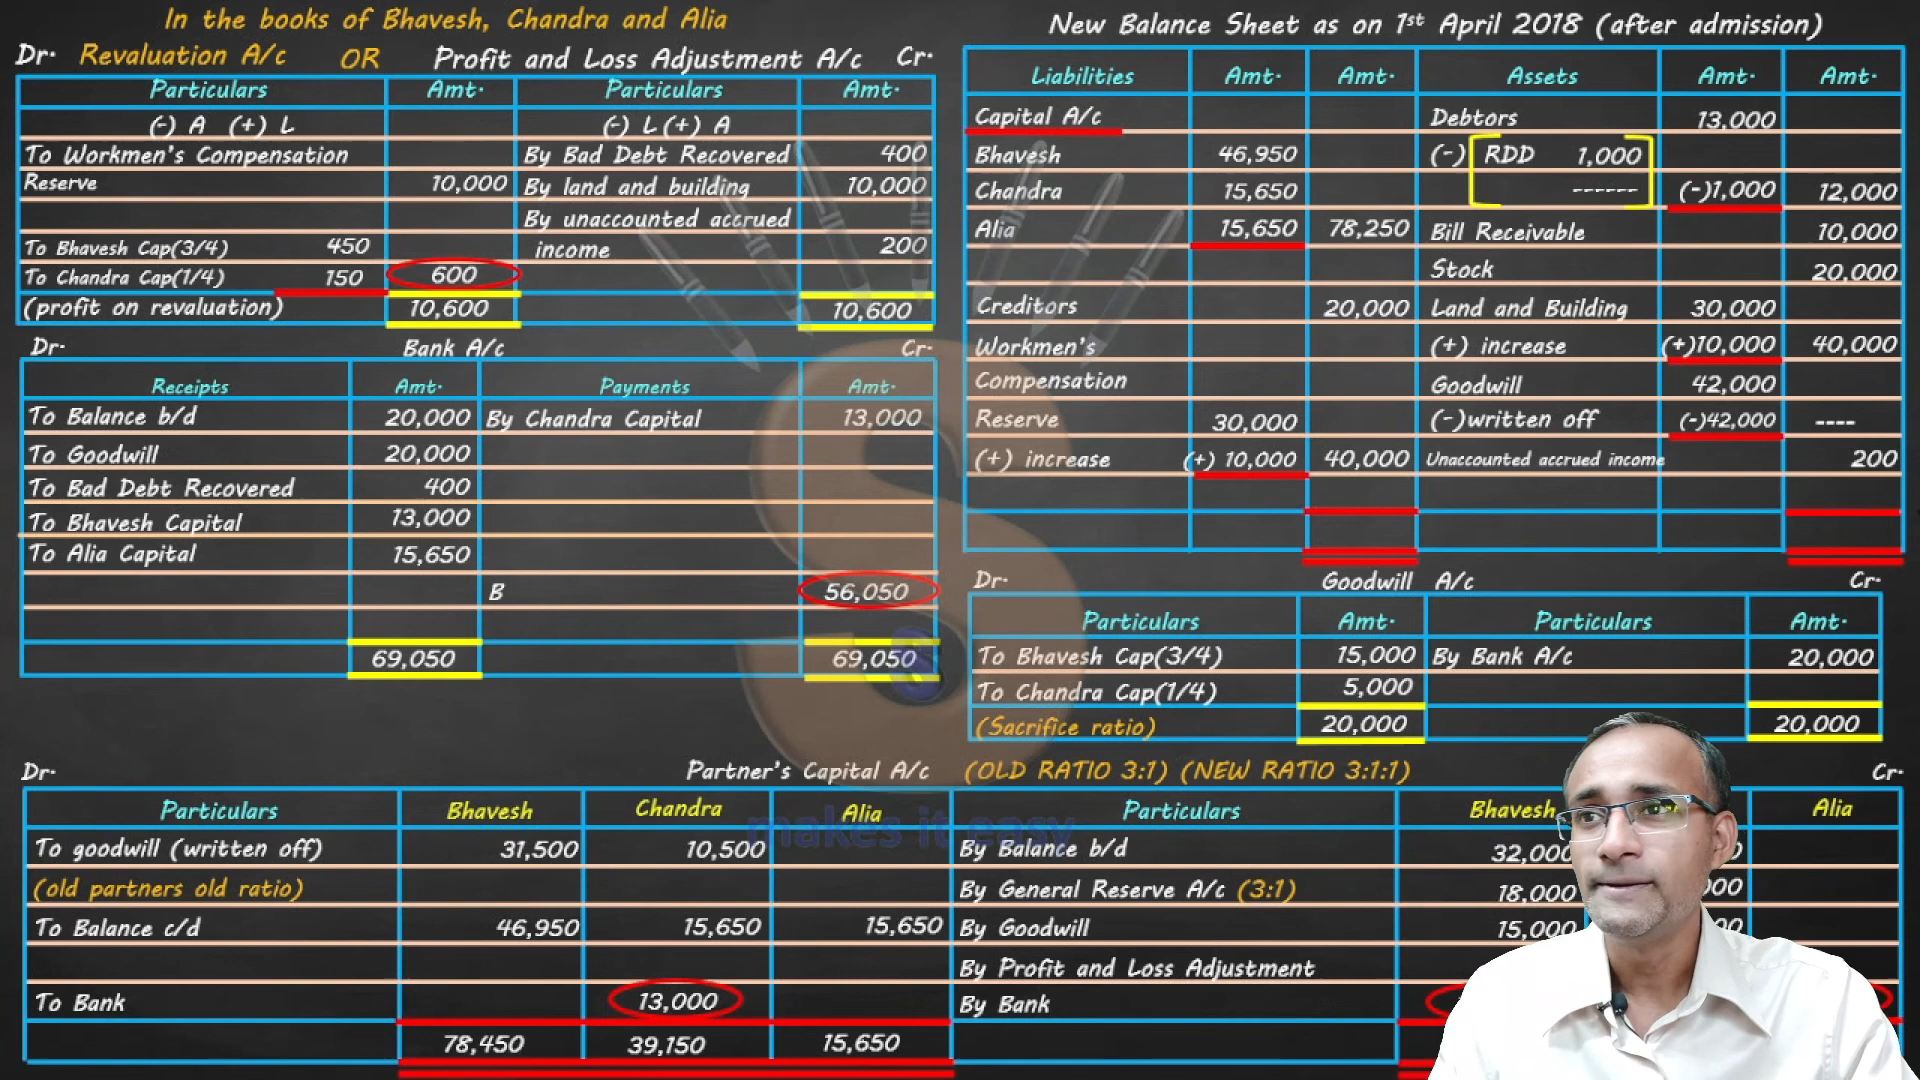 In the books of Bhavesh, Chandra and Alia
Dr. Revaluation A/c OR Profit and Loss Adjustment A/c Cr.
Particulars Amt. Particulars Amt.
(-) A (+) L (-) L (+) A
To Workmen's Compensation By Bad Debt Recovered 400
Reserve 10,000 By land and building 10,000
By unaccounted accrued
To Bhavesh Cap(3/4) 450 income 200
To Chandra Cap(1/4) 150 600
(profit on revaluation) 10,600 10,600
Dr. Bank A/c Cr.
Receipts Amt. Payments Amt.
To Balance b/d 20,000 By Chandra Capital 13,000
To Goodwill 20,000
To Bad Debt Recovered 400
To Bhavesh Capital 13,000
To Alia Capital 15,650
B 56,050
69,050 69,050
New Balance Sheet as on 1st April 2018 (after admission)
Liabilities Amt. Amt. Assets Amt. Amt.
Capital A/c Debtors 13,000
Bhavesh 46,950 (-) RDD 1,000
Chandra 15,650 ------ (-)1,000 12,000
Alia 15,650 78,250 Bill Receivable 10,000
Stock 20,000
Creditors 20,000 Land and Building 30,000
Workmen's (+) increase (+)10,000 40,000
Compensation Goodwill 42,000
Reserve 30,000 (-)written off (-)42,000 ----
(+) increase (+) 10,000 40,000 Unaccounted accrued income 200
Dr. Goodwill A/c Cr.
Particulars Amt. Particulars Amt.
To Bhavesh Cap(3/4) 15,000 By Bank A/c 20,000
To Chandra Cap(1/4) 5,000
(Sacrifice ratio) 20,000 20,000
Dr. Partner's Capital A/c (OLD RATIO 3:1) (NEW RATIO 3:1:1) Cr.
Particulars Bhavesh Chandra Alia Particulars Bhavesh Alia
To goodwill (written off) 31,500 10,500 By Balance b/d 32,000
(old partners old ratio) By General Reserve A/c (3:1) 18,000
To Balance c/d 46,950 15,650 15,650 By Goodwill 15,000
By Profit and Loss Adjustment
To Bank 13,000 By Bank
78,450 39,150 15,650
makes it easy